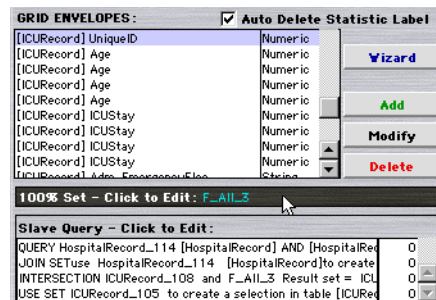 GRID ENVELOPES: Auto Delete Statistic Label
[ICURecord] UniqueID Numeric
[ICURecord] Age Numeric
[ICURecord] Age Numeric
[ICURecord] Age Numeric
[ICURecord] Age Numeric
[ICURecord] ICUStay Numeric
[ICURecord] ICUStay Numeric
[ICURecord] ICUStay Numeric
[ICURecord] String
Wizard
Add
Modify
Delete
100% Set - Click to Edit: F_All_3
Slave Query - Click to Edit:
QUERY HospitalRecord_114 [HospitalRecord] AND [HospitalRec 0
JOIN SETuse HospitalRecord_114 [HospitalRecord]to create 0
INTERSECTION ICURecord_108 and F_All_3 Result set = ICU 0
USE SET ICURecord_105 to create a selection in table [ICURec 0